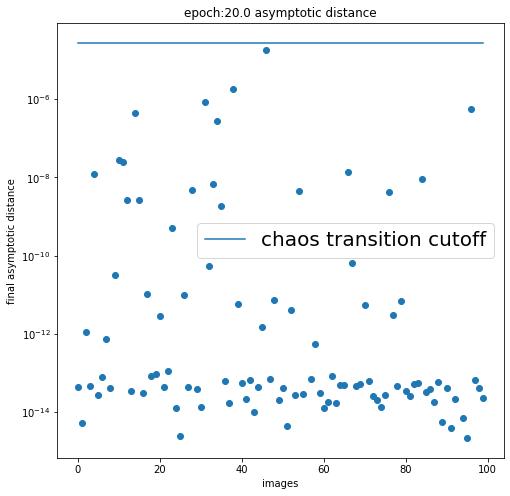 epoch:20.0 asymptotic distance
final asymptotic distance
10^{-6}
10^{-8}
10^{-10}
10^{-12}
10^{-14}
chaos transition cutoff
0 20 40 60 80 100
images